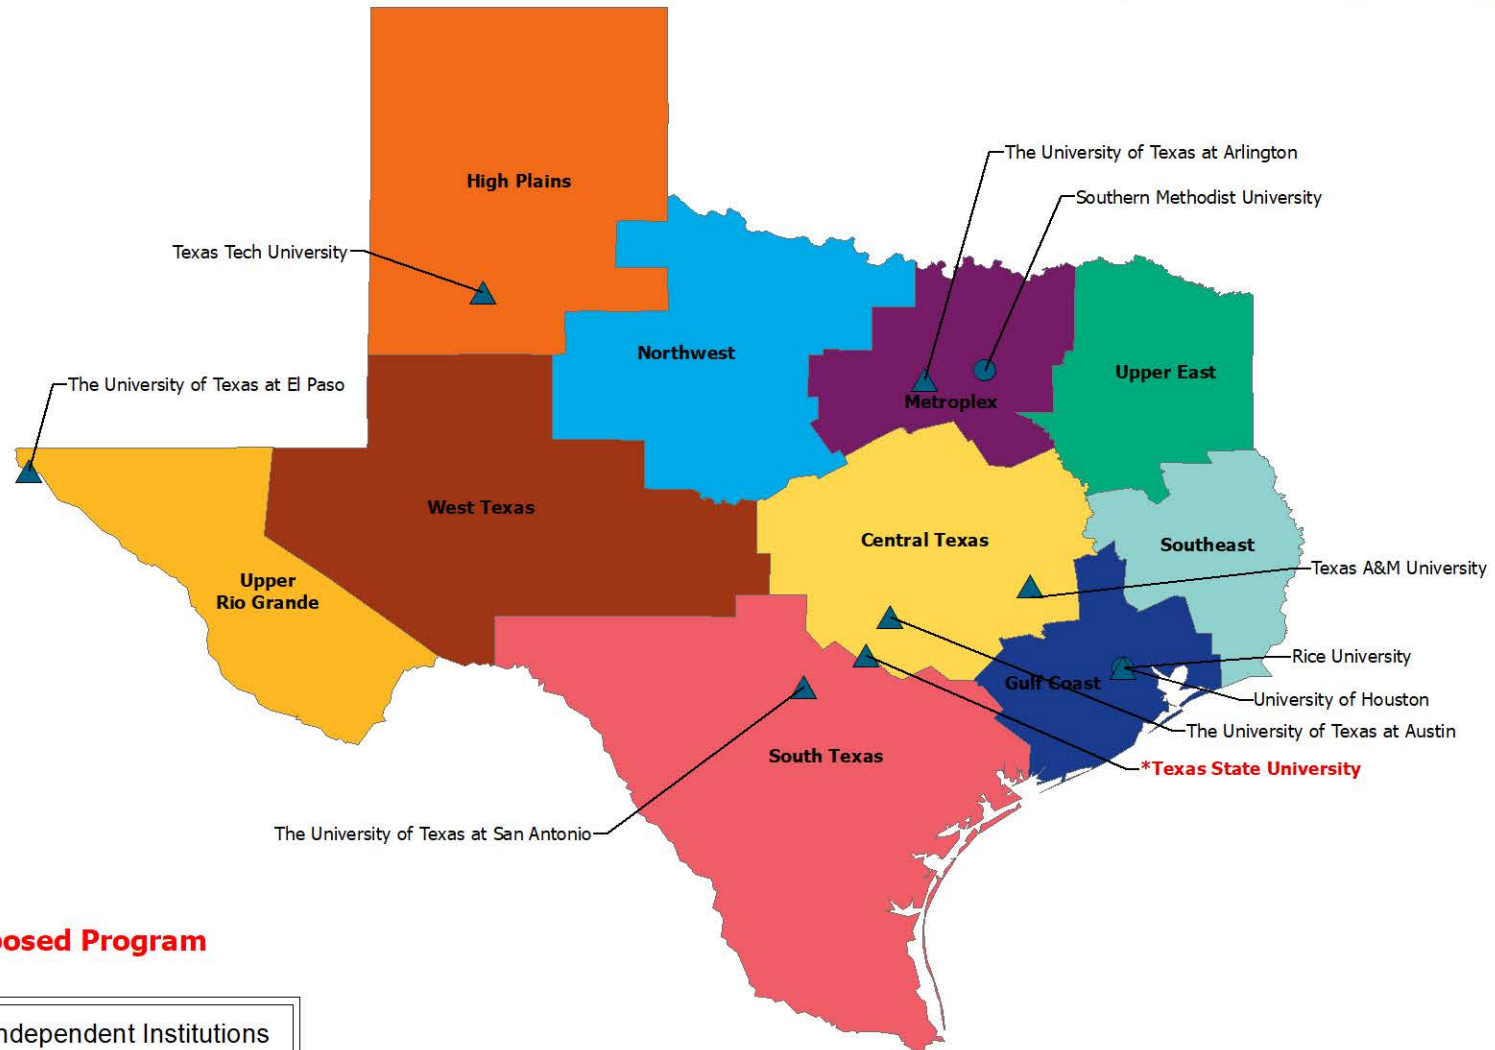 The University of Texas at Arlington
High Plains
Southern Methodist University
Texas Tech University
Northwest
Upper East
The University of Texas at El Paso
Metroplex
West Texas
Central Texas
Southeast
Texas A&M University
Upper
Rio Grande
Rice University
Gulf Coast
University of Houston
The University of Texas at Austin
South Texas
*Texas State University
The University of Texas at San Antonio
Program
Institutions